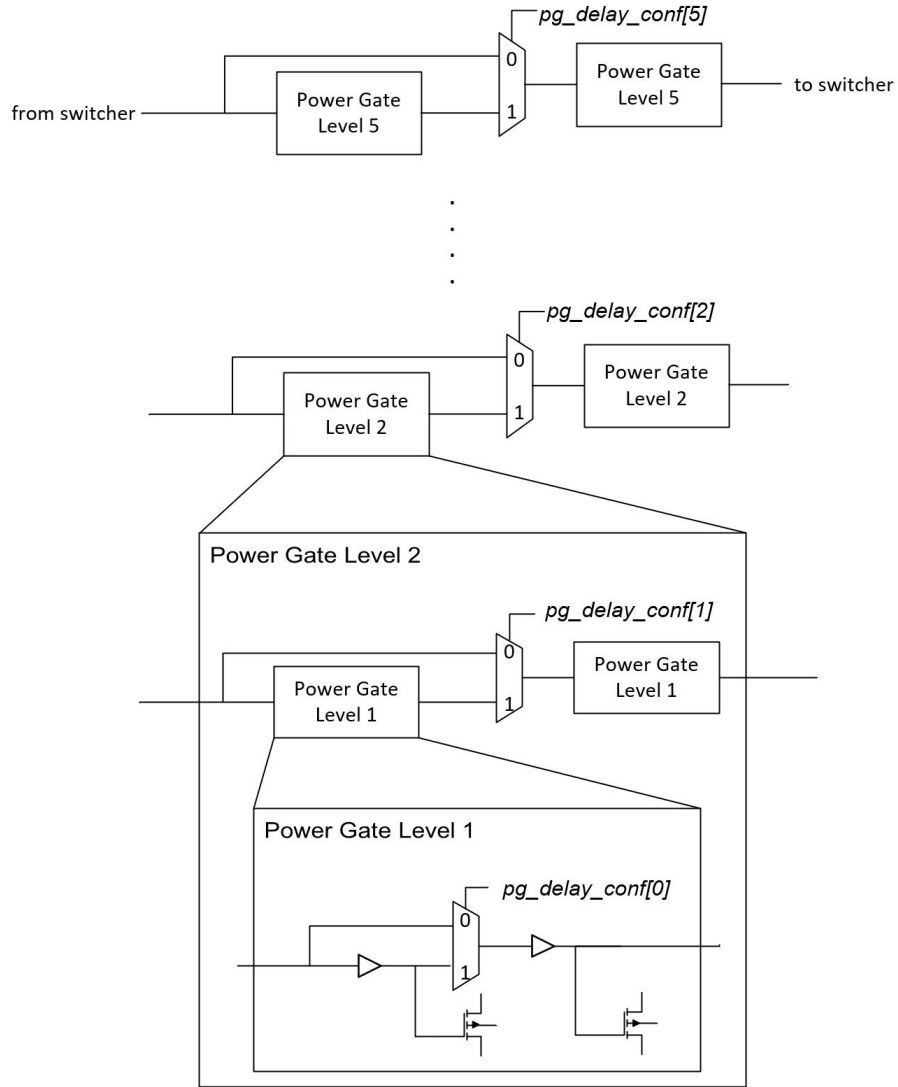 pg_delay_conf[5]
0
Power Gate
Level 5
1
from switcher
Power Gate
Level 5
to switcher
pg_delay_conf[2]
0
Power Gate
Level 2
1
Power Gate
Level 2
Power Gate Level 2
pg_delay_conf[1]
0
Power Gate
Level 1
1
Power Gate
Level 1
Power Gate Level 1
pg_delay_conf[0]
0
1